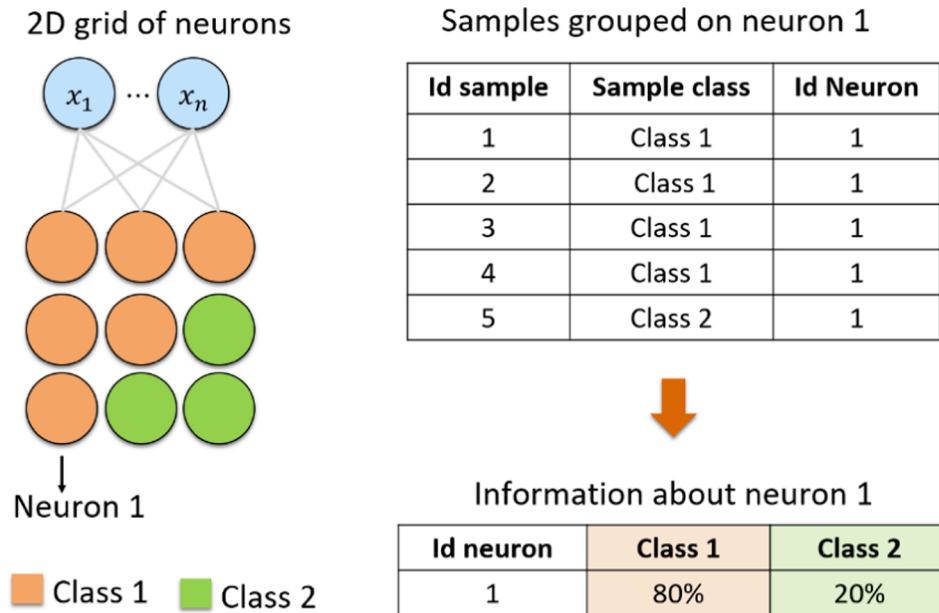 2D grid of neurons
x₁ ... xₙ
Neuron 1
Class 1 Class 2
Samples grouped on neuron 1
Id sample Sample class Id Neuron
1 Class 1 1
2 Class 1 1
3 Class 1 1
4 Class 1 1
5 Class 2 1
Information about neuron 1
Id neuron Class 1 Class 2
1 80% 20%